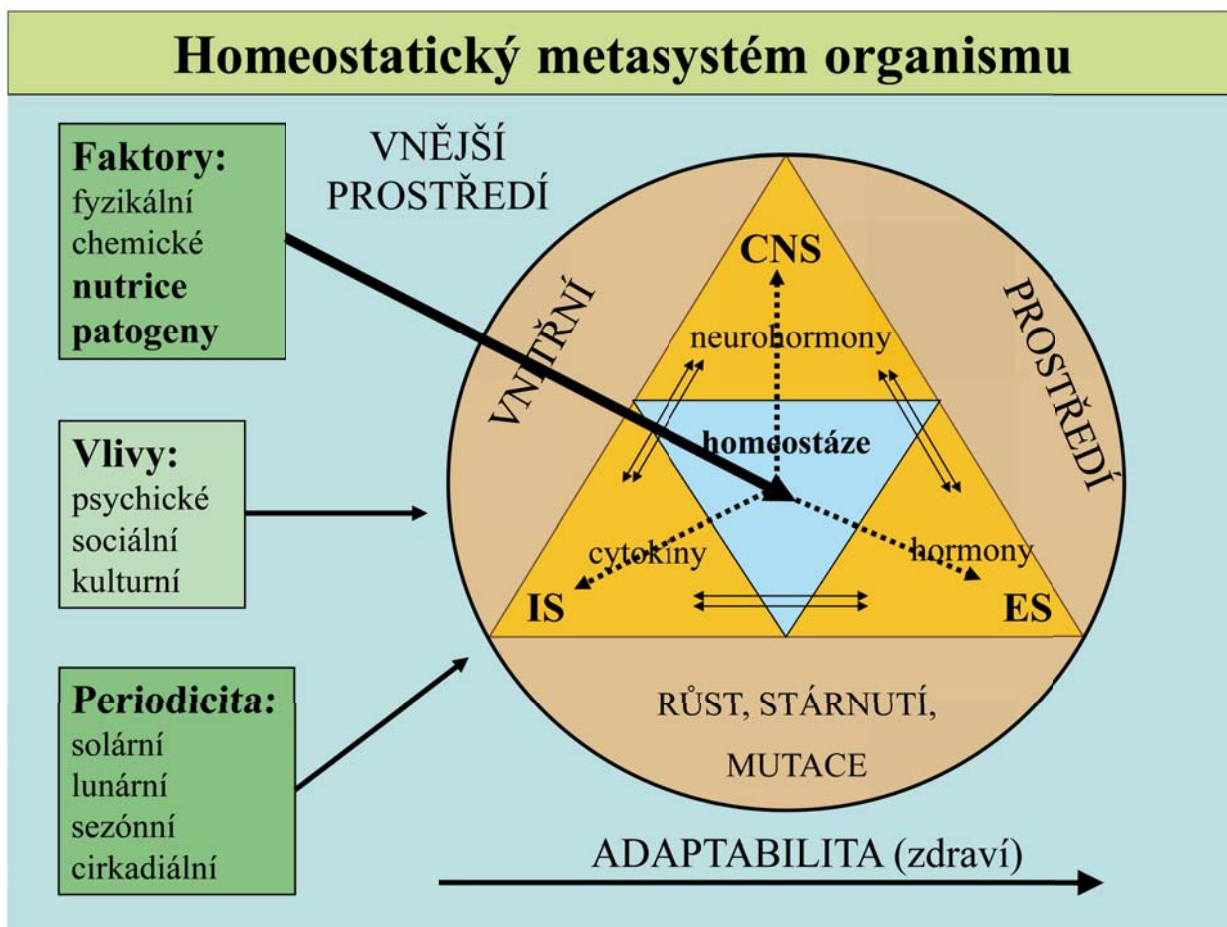 Homeostatický metasystém organismu
Faktory:
fyzikální
chemické
nutrice
patogeny
VNĚJŠÍ
PROSTŘEDÍ
Vlivy:
psychické
sociální
kulturní
Periodicita:
solární
lunární
sezónní
cirkadiální
VNITŘNÍ
PROSTŘEDÍ
CNS
neurohormony
homeostáze
cytokiny
hormony
IS
ES
RŮST, STÁRNUTÍ,
MUTACE
ADAPTABILITA (zdraví)